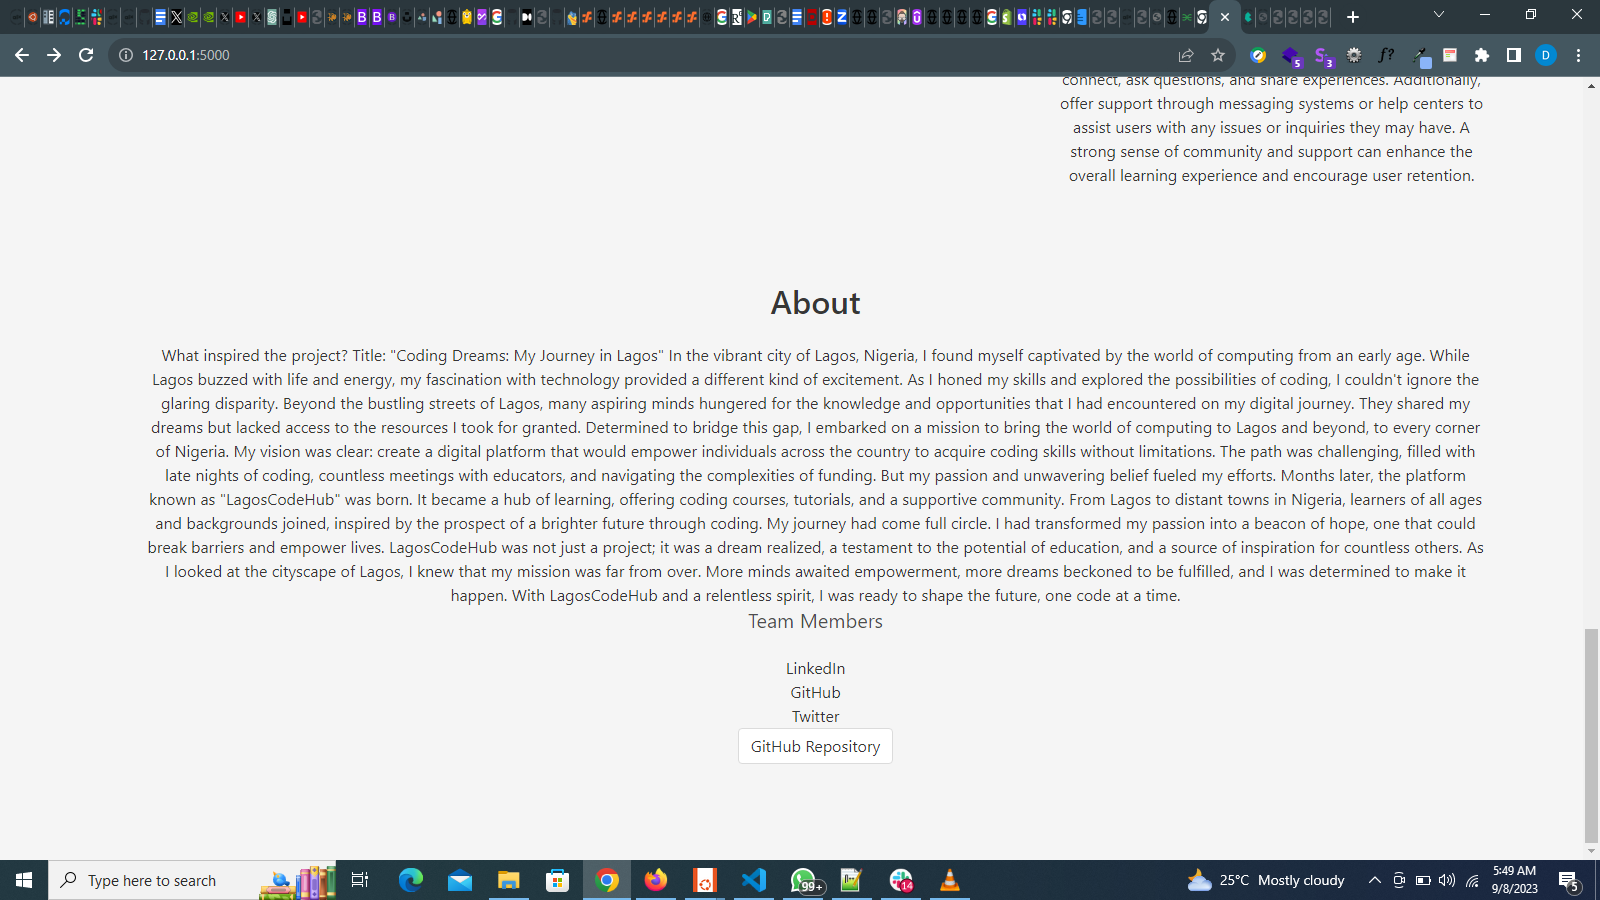 127.0.0.1:5000
connect, ask questions, and share experiences. Additionally,
offer support through messaging systems or help centers to
assist users with any issues or inquiries they may have. A
strong sense of community and support can enhance the
overall learning experience and encourage user retention.
About
What inspired the project? Title: "Coding Dreams: My Journey in Lagos" In the vibrant city of Lagos, Nigeria, I found myself captivated by the world of computing from an early age. While
Lagos buzzed with life and energy, my fascination with technology provided a different kind of excitement. As I honed my skills and explored the possibilities of coding, I couldn't ignore the
glaring disparity. Beyond the bustling streets of Lagos, many aspiring minds hungered for the knowledge and opportunities that I had encountered on my digital journey. They shared my
dreams but lacked access to the resources I took for granted. Determined to bridge this gap, I embarked on a mission to bring the world of computing to Lagos and beyond, to every corner
of Nigeria. My vision was clear: create a digital platform that would empower individuals across the country to acquire coding skills without limitations. The path was challenging, filled with
late nights of coding, countless meetings with educators, and navigating the complexities of funding. But my passion and unwavering belief fueled my efforts. Months later, the platform
known as "LagosCodeHub" was born. It became a hub of learning, offering coding courses, tutorials, and a supportive community. From Lagos to distant towns in Nigeria, learners of all ages
and backgrounds joined, inspired by the prospect of a brighter future through coding. My journey had come full circle. I had transformed my passion into a beacon of hope, one that could
break barriers and empower lives. LagosCodeHub was not just a project; it was a dream realized, a testament to the potential of education, and a source of inspiration for countless others. As
I looked at the cityscape of Lagos, I knew that my mission was far from over. More minds awaited empowerment, more dreams beckoned to be fulfilled, and I was determined to make it
happen. With LagosCodeHub and a relentless spirit, I was ready to shape the future, one code at a time.
Team Members
LinkedIn
GitHub
Twitter
GitHub Repository
Type here to search
99+
14
25°C Mostly cloudy
5:49 AM
9/8/2023
5